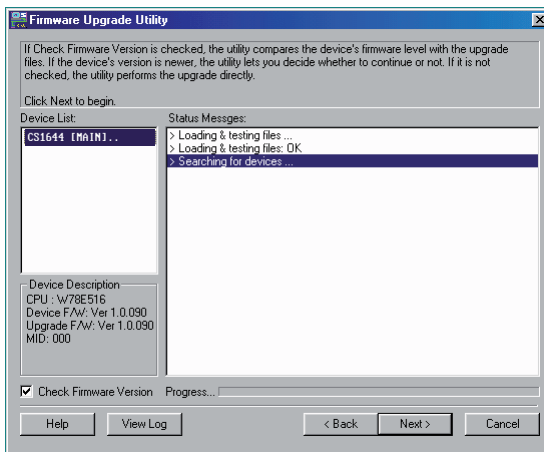 Firmware Upgrade Utility
If Check Firmware Version is checked, the utility compares the device's firmware level with the upgrade
files. If the device's version is newer, the utility lets you decide whether to continue or not. If it is not
checked, the utility performs the upgrade directly.
Click Next to begin.
Device List:
Status Messges:
CS1644 [MAIN]..
> Loading & testing files ...
> Loading & testing files: OK
> Searching for devices ...
Device Description
CPU : W78E516
Device F/W: Ver 1.0.090
Upgrade F/W: Ver 1.0.090
MID: 000
Check Firmware Version
Progress...
Help
View Log
< Back
Next >
Cancel